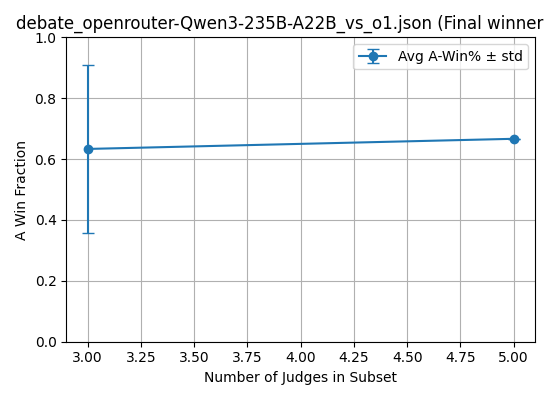 debate_openrouter-Qwen3-235B-A22B_vs_o1.json (Final winner
1.0
Avg A-Win% ± std
0.8
0.6
0.4
0.2
0.0
A Win Fraction
3.00 3.25 3.50 3.75 4.00 4.25 4.50 4.75 5.00
Number of Judges in Subset